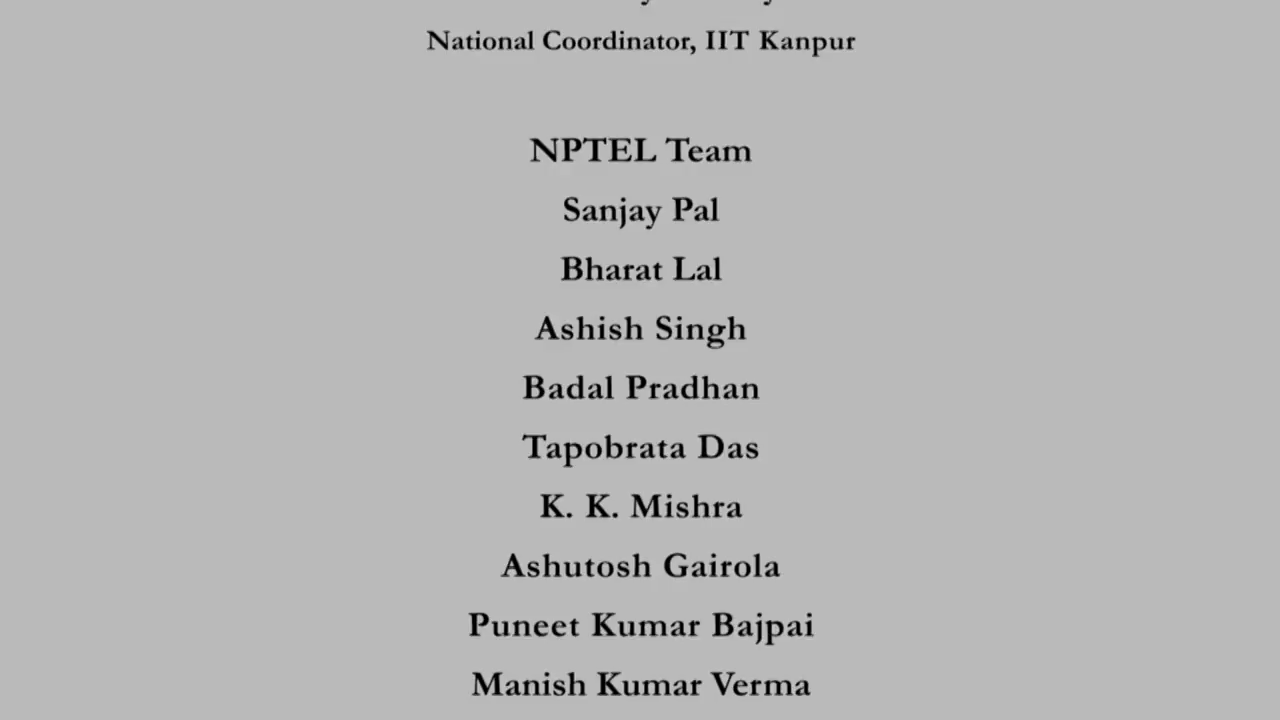 National Coordinator, IIT Kanpur
NPTEL Team
Sanjay Pal
Bharat Lal
Ashish Singh
Badal Pradhan
Tapobrata Das
K. K. Mishra
Ashutosh Gairola
Puneet Kumar Bajpai
Manish Kumar Verma